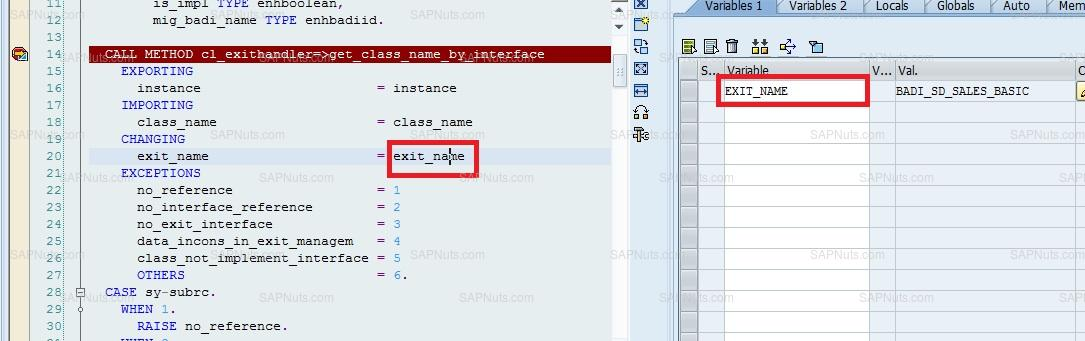 11 is_impl TYPE enhboolean,
12 mig_badi_name TYPE enhbadiid.
13
14 CALL METHOD cl_exithandler=>get_class_name_by_interface
15 EXPORTING
16 instance = instance
17 IMPORTING
18 class_name = class_name
19 CHANGING
20 exit_name = exit_name
21 EXCEPTIONS
22 no_reference = 1
23 no_interface_reference = 2
24 no_exit_interface = 3
25 data_incons_in_exit_managem = 4
26 class_not_implement_interface = 5
27 OTHERS = 6.
28 CASE sy-subrc.
29 WHEN 1.
30 RAISE no_reference.
Variables 1 Variables 2 Locals Globals Auto Mem
S... Variable V... Val. C
EXIT_NAME BADI_SD_SALES_BASIC
SAPNuts.com